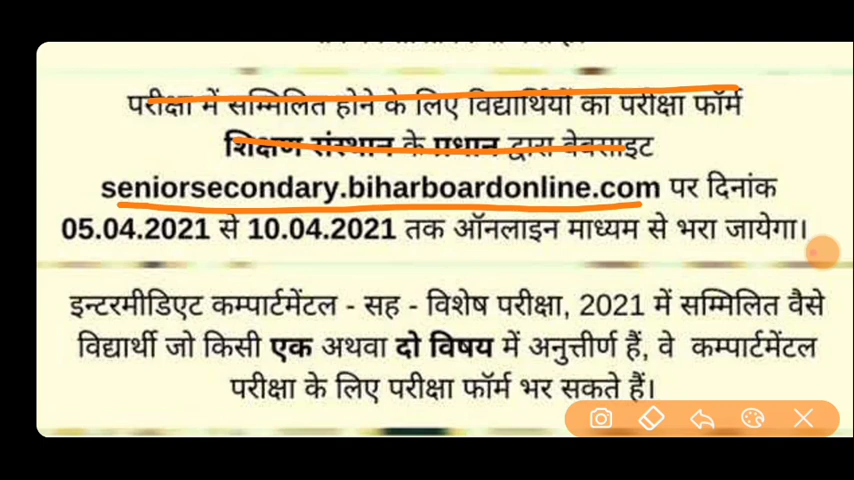 परीक्षा में सम्मिलित होने के लिए विद्यार्थियों का परीक्षा फॉर्म
शिक्षण संस्थान के प्रधान द्वारा वेबसाइट
seniorsecondary.biharboardonline.com पर दिनांक
05.04.2021 से 10.04.2021 तक ऑनलाइन माध्यम से भरा जायेगा।
इन्टरमीडिएट कम्पार्टमेंटल - सह - विशेष परीक्षा, 2021 में सम्मिलित वैसे
विद्यार्थी जो किसी एक अथवा दो विषय में अनुत्तीर्ण हैं, वे कम्पार्टमेंटल
परीक्षा के लिए परीक्षा फॉर्म भर सकते हैं।